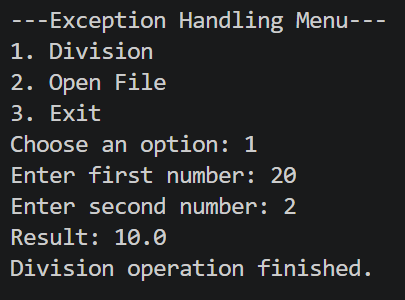 ---Exception Handling Menu---
1. Division
2. Open File
3. Exit
Choose an option: 1
Enter first number: 20
Enter second number: 2
Result: 10.0
Division operation finished.